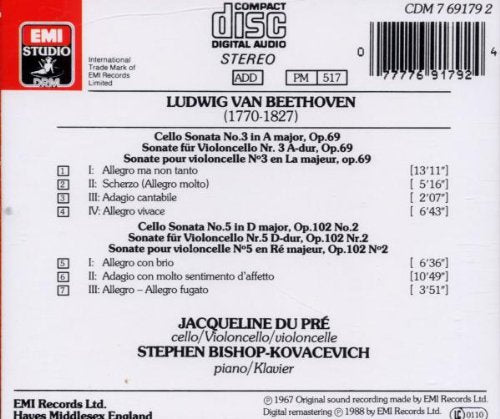 EMI
STUDIO
DRM
International
Trade Mark of
EMI Records
Limited
COMPACT
disc
DIGITAL AUDIO
STEREO
ADD PM 517
CDM 7 69179 2
0 4
77776 91792
LUDWIG VAN BEETHOVEN
(1770-1827)
Cello Sonata No.3 in A major, Op.69
Sonate für Violoncello Nr. 3 A-dur, Op.69
Sonate pour violoncelle Nº3 en La majeur, op.69
1 I: Allegro ma non tanto [13'11"]
2 II: Scherzo (Allegro molto) [ 5'16"]
3 III: Adagio cantabile [ 2'07"]
4 IV: Allegro vivace [ 6'43"]
Cello Sonata No.5 in D major, Op.102 No.2
Sonate für Violoncello Nr.5 D-dur, Op.102 Nr.2
Sonate pour violoncelle Nº5 en Ré majeur, Op.102 Nº2
5 I: Allegro con brio [ 6'36"]
6 II: Adagio con molto sentimento d'affetto [10'49"]
7 III: Allegro – Allegro fugato [ 3'51"]
JACQUELINE DU PRÉ
cello/Violoncello/violoncelle
STEPHEN BISHOP-KOVACEVICH
piano/Klavier
EMI Records Ltd.
Hayes Middlesex England
℗ 1967 Original sound recording made by EMI Records Ltd.
Digital remastering ℗ 1988 by EMI Records Ltd.
LC 0110